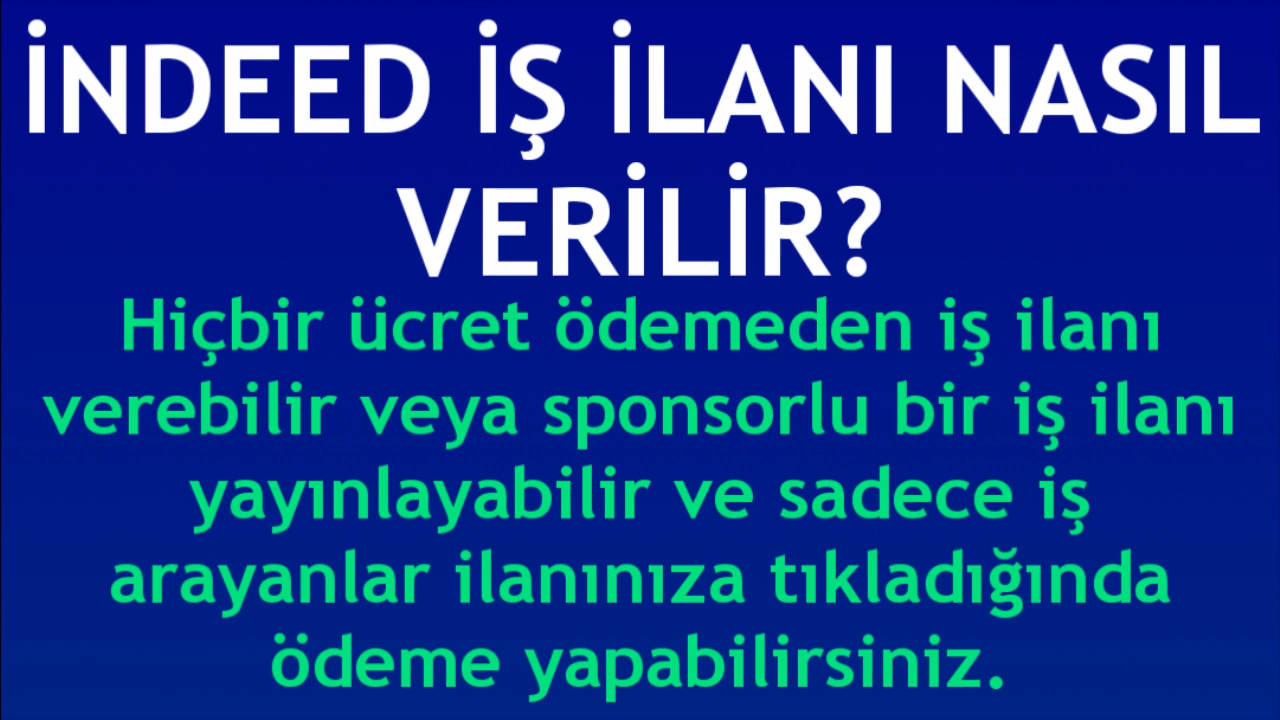 İNDEED İŞ İLANI NASIL
VERİLİR?
Hiçbir ücret ödemeden iş ilanı
verebilir veya sponsorlu bir iş ilanı
yayınlayabilir ve sadece iş
arayanlar ilanınıza tıkladığında
ödeme yapabilirsiniz.